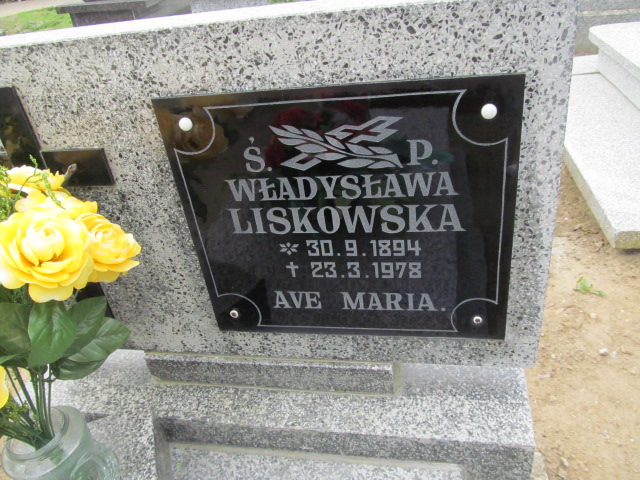 Ś. P.
WŁADYSŁAWA
LISKOWSKA
* 30.9.1894
† 23.3.1978
AVE MARIA.